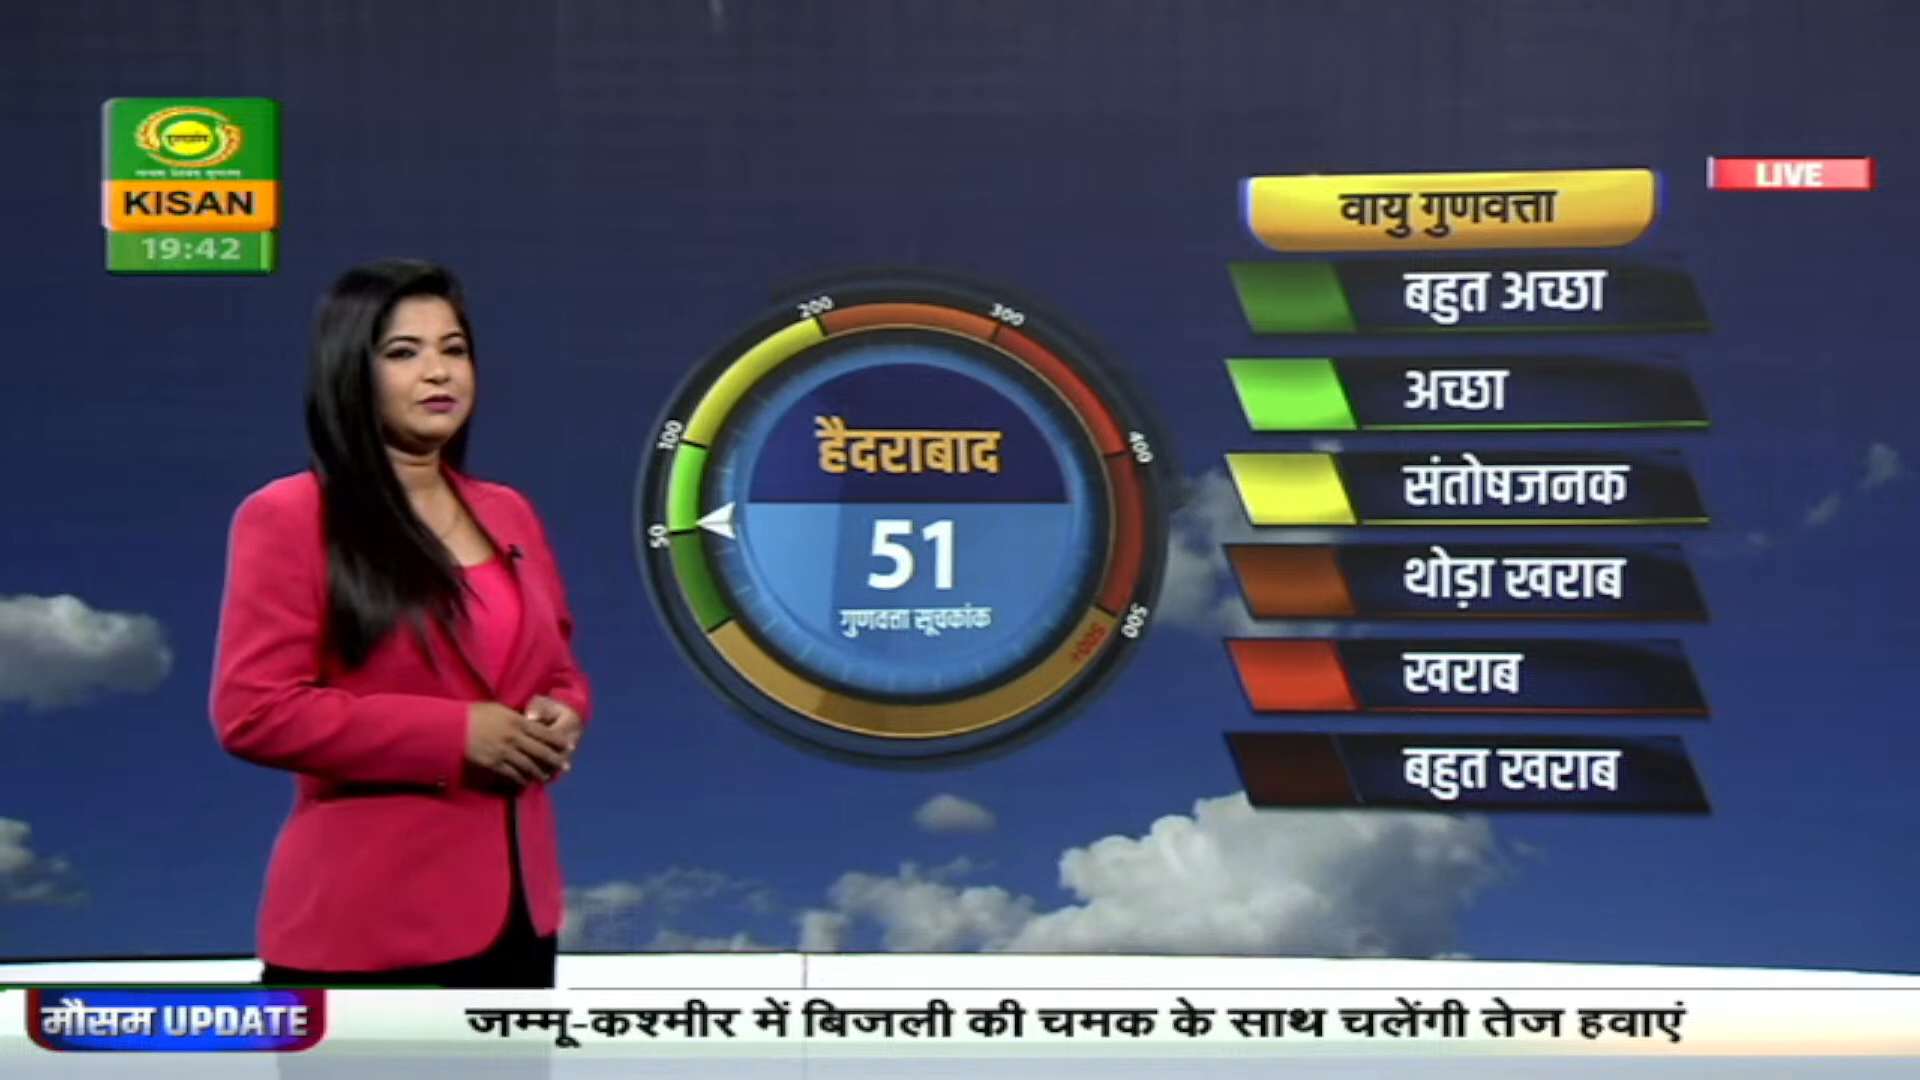 KISAN
19:42
LIVE
वायु गुणवत्ता
बहुत अच्छा
अच्छा
संतोषजनक
थोड़ा खराब
खराब
बहुत खराब
50
100
200
300
400
500
500+
हैदराबाद
51
गुणवत्ता सूचकांक
मौसम UPDATE
जम्मू-कश्मीर में बिजली की चमक के साथ चलेंगी तेज हवाएं